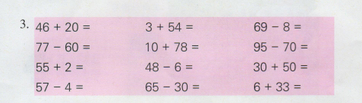 3. 46 + 20 = 3 + 54 = 69 − 8 =
77 − 60 = 10 + 78 = 95 − 70 =
55 + 2 = 48 − 6 = 30 + 50 =
57 − 4 = 65 − 30 = 6 + 33 =